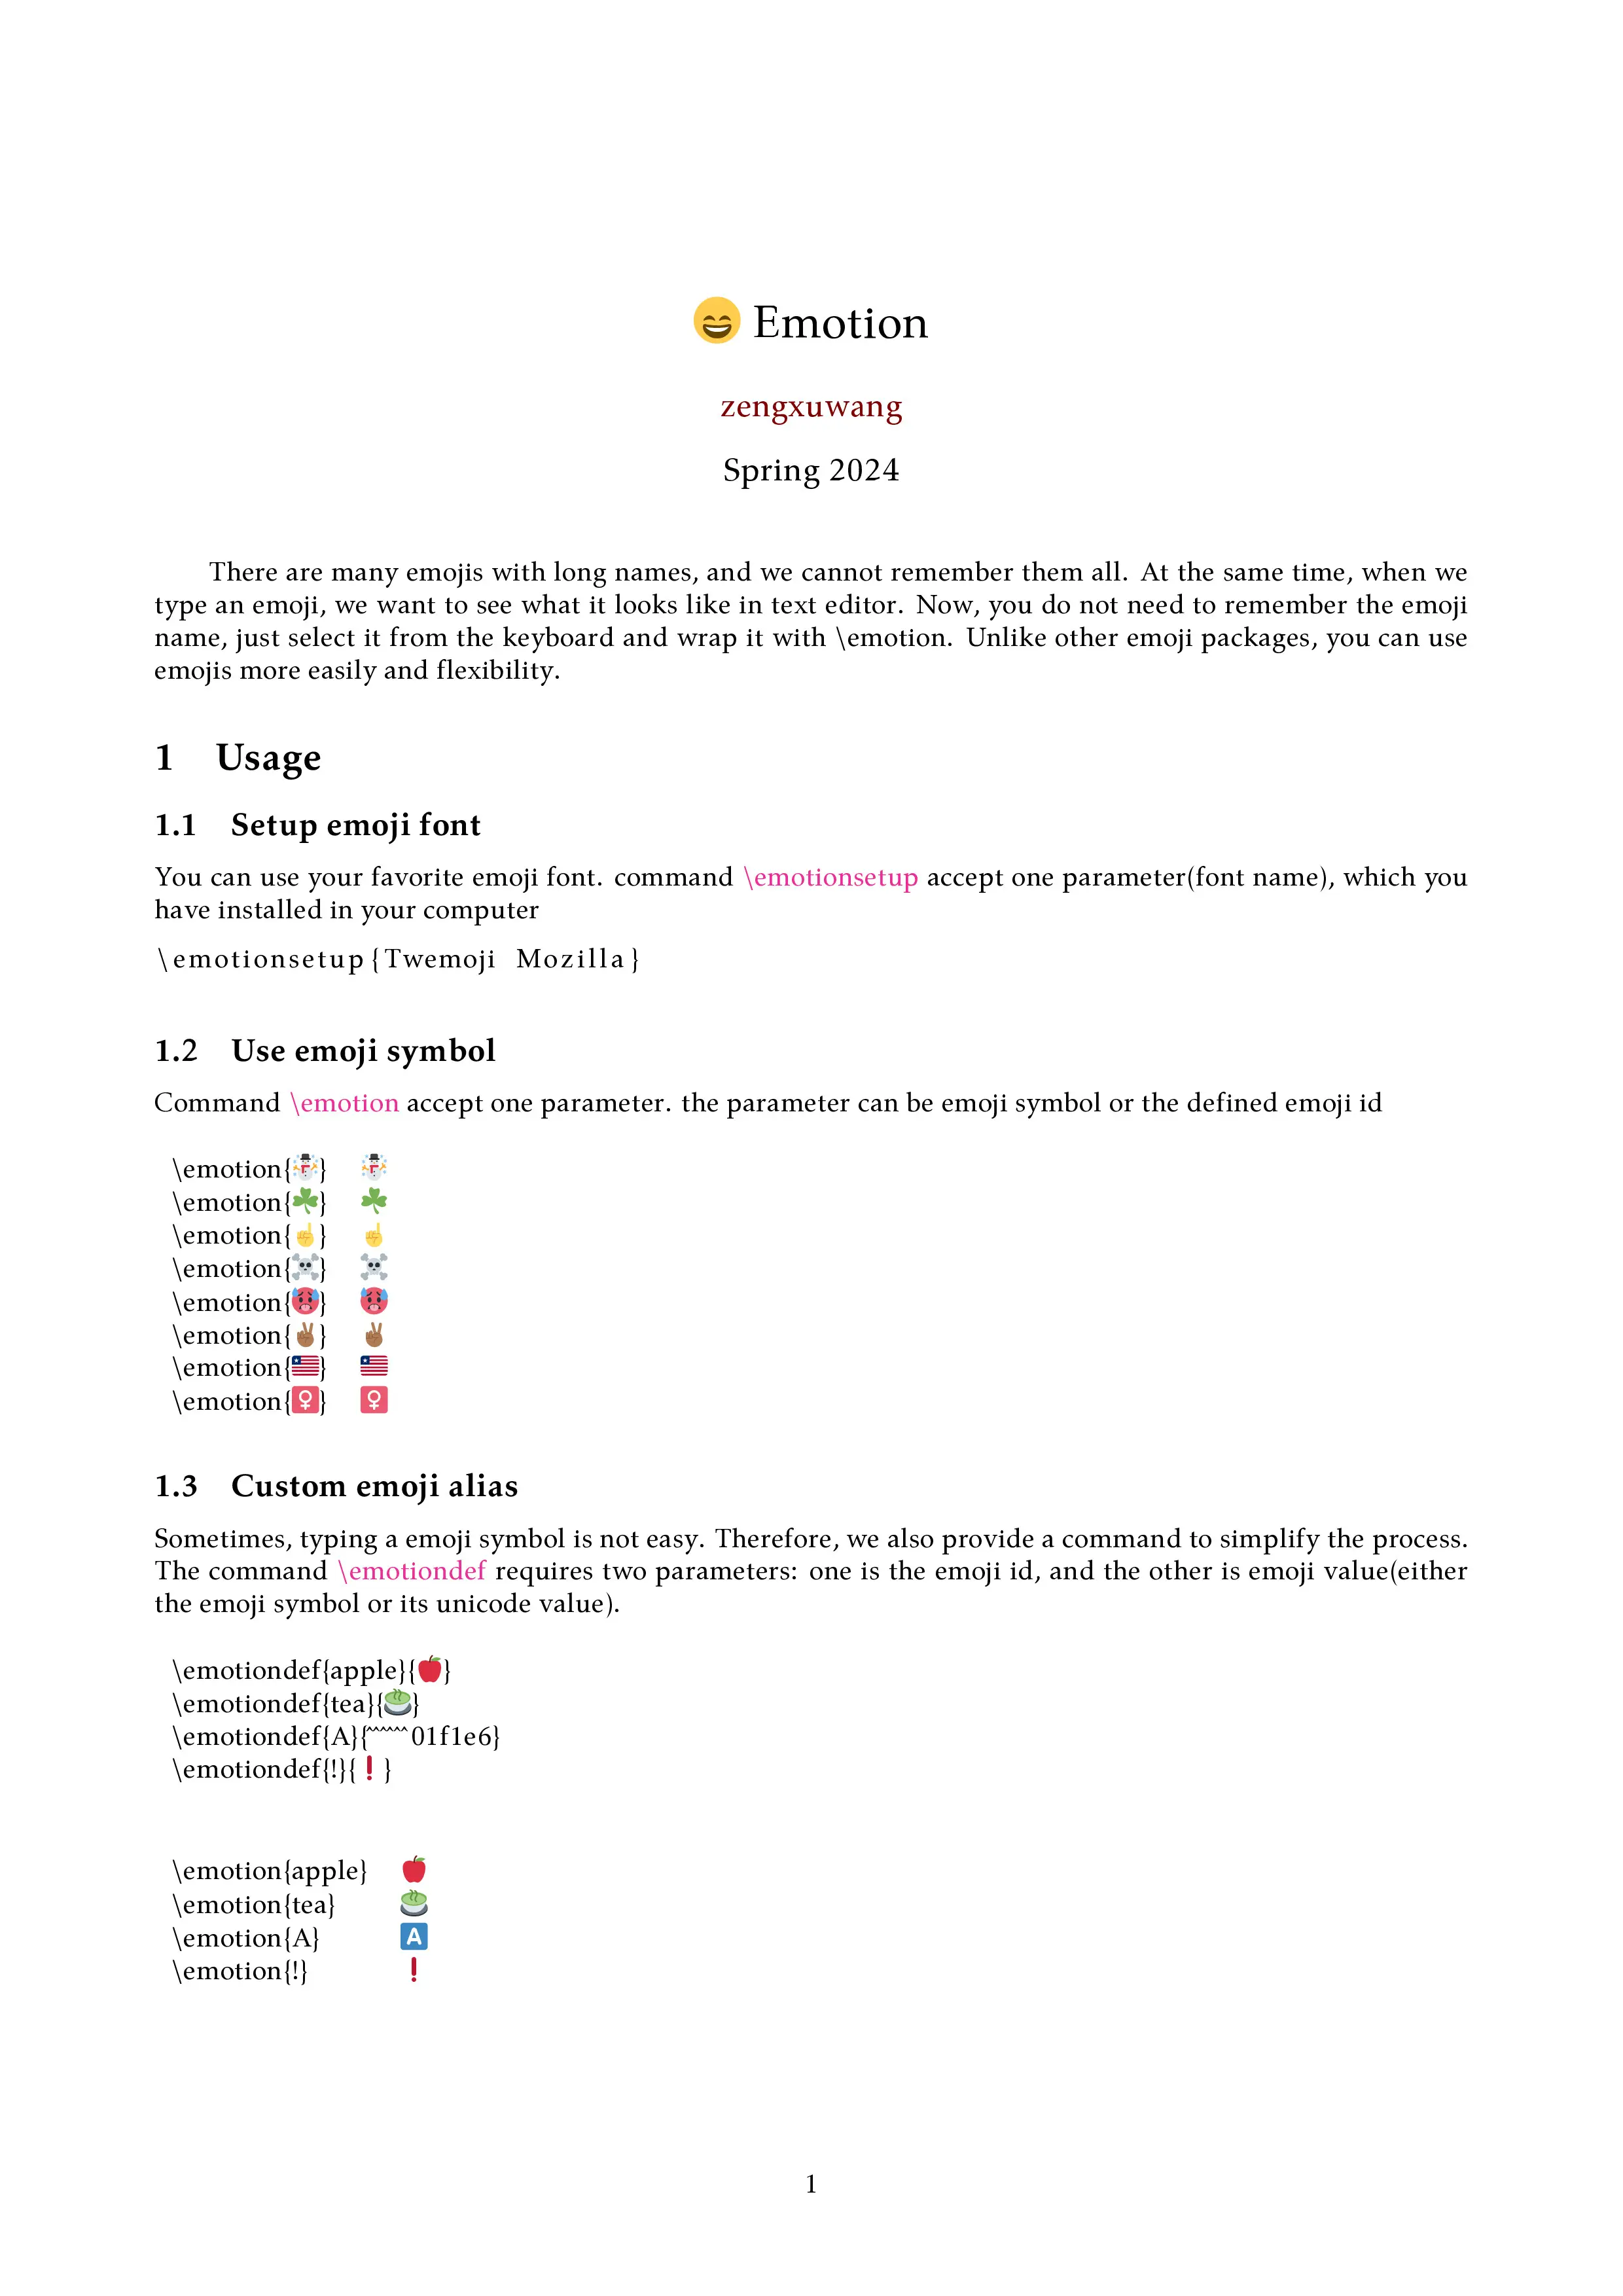 😄 Emotion
zengxuwang
Spring 2024
There are many emojis with long names, and we cannot remember them all. At the same time, when we
type an emoji, we want to see what it looks like in text editor. Now, you do not need to remember the emoji
name, just select it from the keyboard and wrap it with \emotion. Unlike other emoji packages, you can use
emojis more easily and flexibility.
1 Usage
1.1 Setup emoji font
You can use your favorite emoji font. command \emotionsetup accept one parameter(font name), which you
have installed in your computer
\emotionsetup{Twemoji Mozilla}
1.2 Use emoji symbol
Command \emotion accept one parameter. the parameter can be emoji symbol or the defined emoji id
\emotion{☃️} ☃️
\emotion{☘️} ☘️
\emotion{☝️} ☝️
\emotion{☠️} ☠️
\emotion{🥵} 🥵
\emotion{✌🏾} ✌🏾
\emotion{🇱🇷} 🇱🇷
\emotion{♀️} ♀️
1.3 Custom emoji alias
Sometimes, typing a emoji symbol is not easy. Therefore, we also provide a command to simplify the process.
The command \emotiondef requires two parameters: one is the emoji id, and the other is emoji value(either
the emoji symbol or its unicode value).
\emotiondef{apple}{🍎}
\emotiondef{tea}{🍵}
\emotiondef{A}{^^^^^^01f1e6}
\emotiondef{!}{❗}
\emotion{apple} 🍎
\emotion{tea} 🍵
\emotion{A} 🇦
\emotion{!} ❗
1